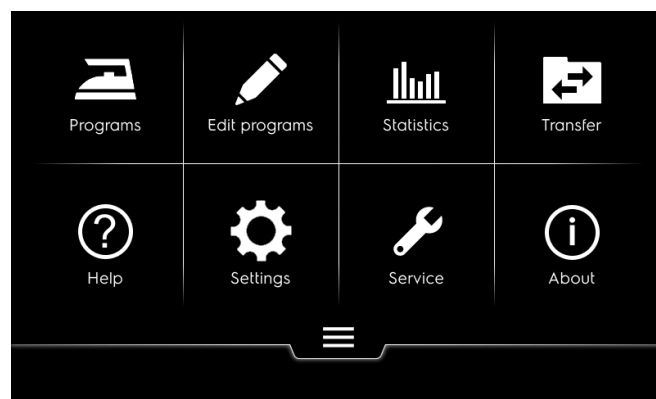 Programs
Edit programs
Statistics
Transfer
Help
Settings
Service
About